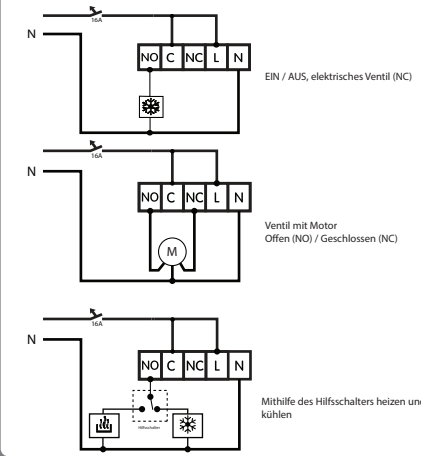 16A
N
NO C NC L N
EIN / AUS, elektrisches Ventil (NC)
16A
N
NO C NC L N
M
Ventil mit Motor
Offen (NO) / Geschlossen (NC)
16A
N
NO C NC L N
Hilfsschalter
Mithilfe des Hilfsschalters heizen und
kühlen